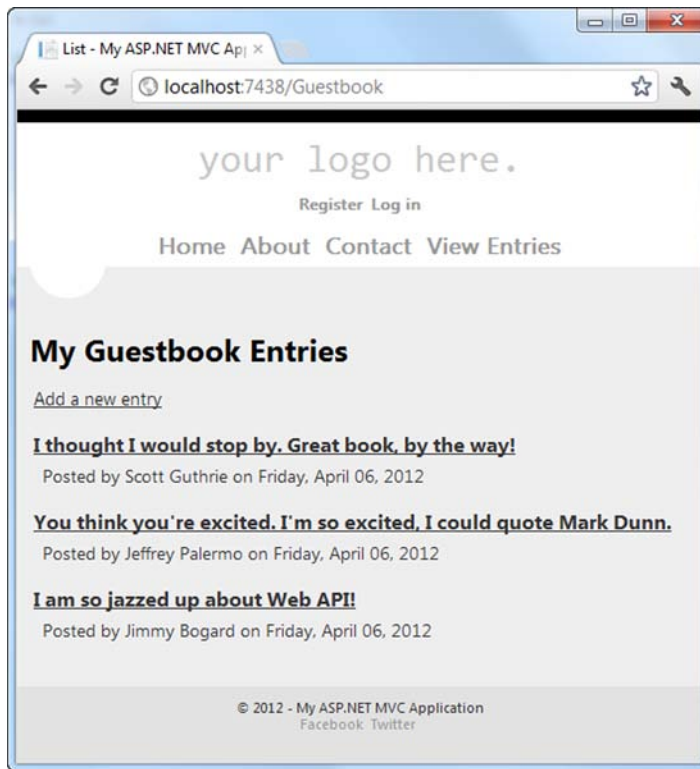 List - My ASP.NET MVC Ap
localhost:7438/Guestbook
your logo here.
Register Log in
Home About Contact View Entries
My Guestbook Entries
Add a new entry
I thought I would stop by. Great book, by the way!
Posted by Scott Guthrie on Friday, April 06, 2012
You think you're excited. I'm so excited, I could quote Mark Dunn.
Posted by Jeffrey Palermo on Friday, April 06, 2012
I am so jazzed up about Web API!
Posted by Jimmy Bogard on Friday, April 06, 2012
© 2012 - My ASP.NET MVC Application
Facebook Twitter